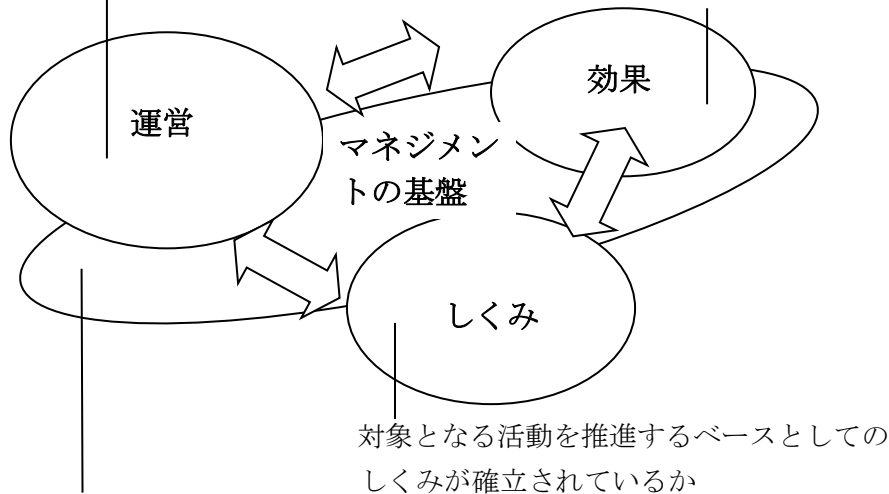 効果
運営
マネジメン
トの基盤
しくみ
対象となる活動を推進するベースとしての
しくみが確立されているか